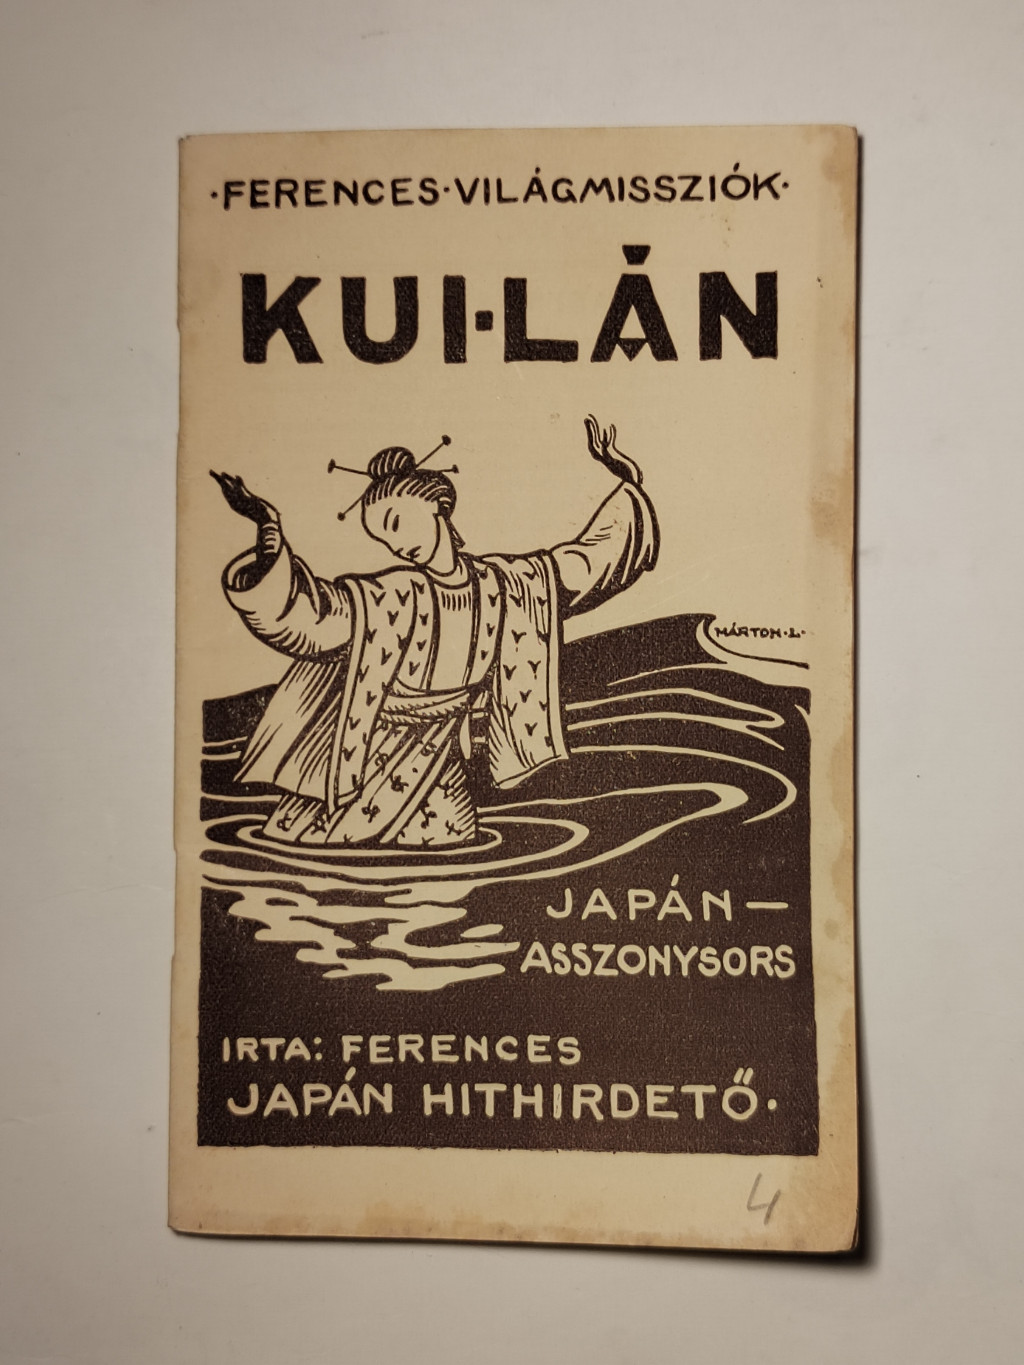 ·FERENCES·VILÁGMISSZIÓK·
KUI·LÁN
MÁRTON·L·
JAPÁN—
ASSZONYSORS
IRTA: FERENCES
JAPÁN HITHIRDETŐ·
4